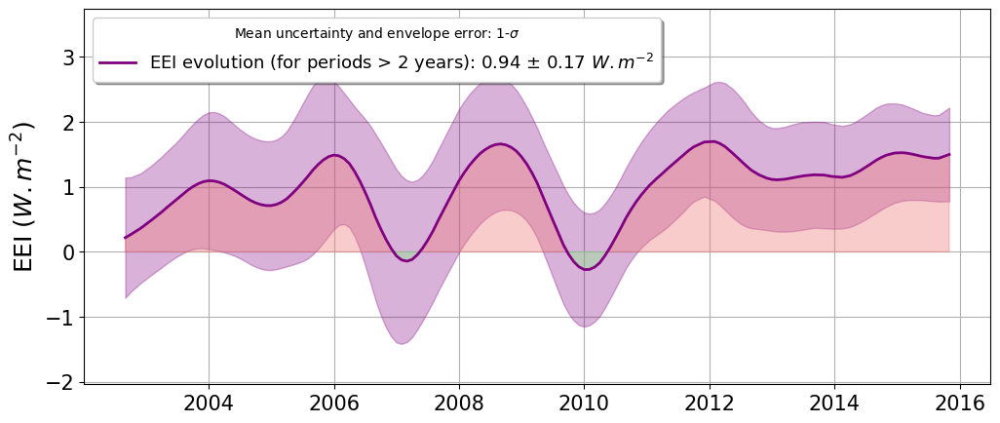 Mean uncertainty and envelope error: 1-σ
EEI evolution (for periods > 2 years): 0.94 ± 0.17 W.m⁻²
EEI (W.m⁻²)
3
2
1
0
−1
−2
2004 2006 2008 2010 2012 2014 2016